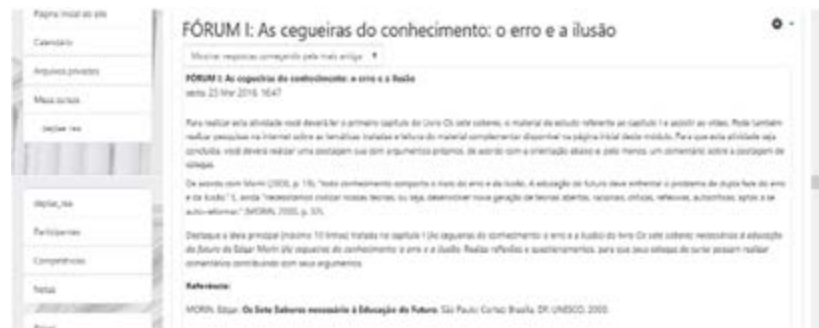 Página inicial do site
Calendário
Arquivos privados
Meus cursos
deplae_rea
deplae_rea
Participantes
Competências
Notas
FÓRUM I: As cegueiras do conhecimento: o erro e a ilusão
Mostrar respostas começando pela mais antiga
FÓRUM I: As cegueiras do conhecimento: o erro e a ilusão
sexta, 23 Mar 2018, 16:47
Para realizar esta atividade você deverá ler o primeiro capítulo do livro Os sete saberes, o material de estudo referente ao capítulo I e assistir ao vídeo. Pode também
realizar pesquisas na internet sobre as temáticas tratadas e leitura do material complementar disponível na página inicial deste módulo. Para que esta atividade seja
concluída, você deverá realizar uma postagem sua com argumentos próprios, de acordo com a orientação abaixo e pelo menos, um comentário sobre a postagem de
colegas.
De acordo com Morin (2000, p. 19), "todo conhecimento comporta o risco do erro e da ilusão. A educação do futuro deve enfrentar o problema de dupla face do erro
e da ilusão." E, ainda "necessitamos civilizar nossas teorias, ou seja, desenvolver nova geração de teorias abertas, racionais, críticas, reflexivas, autocríticas, aptas a se
auto-reformar." (MORIN, 2000, p. 32).
Destaque a ideia principal (máximo 10 linhas) tratada no capítulo I (As cegueiras do conhecimento: o erro e a ilusão) do livro Os sete saberes necessários à educação
do futuro de Edgar Morin (As cegueiras do conhecimento: o erro e a ilusão. Realize reflexões e questionamentos, para que seus colegas de curso possam realizar
comentários contribuindo com seus argumentos.
Referência:
MORIN, Edgar. Os Sete Saberes necessário à Educação do Futuro. São Paulo: Cortez; Brasília, DF: UNESCO, 2000.